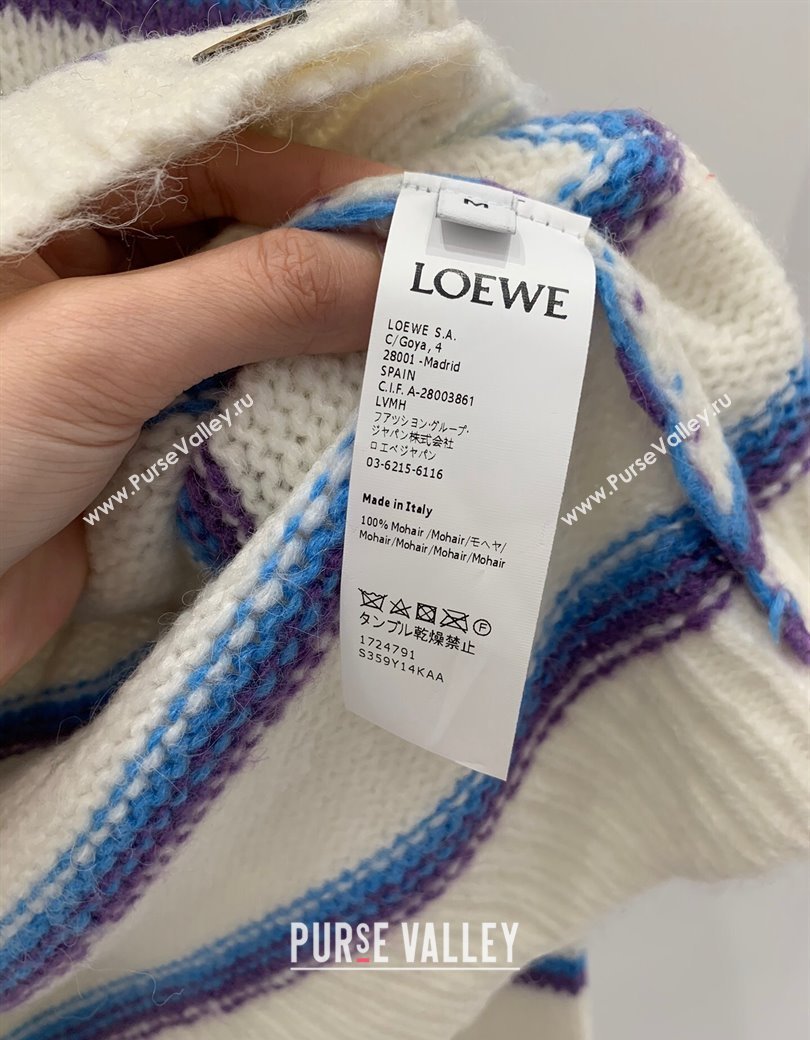 M
LOEWE
LOEWE S.A.
C/Goya, 4
28001 -Madrid
SPAIN
C.I.F. A-28003861
LVMH
ファッション・グループ・
ジャパン株式会社
ロエベジャパン
03-6215-6116
Made in Italy
100% Mohair /Mohair/モヘヤ/
Mohair/Mohair/Mohair/Mohair
F
タンブル乾燥禁止
1724791
S359Y14KAA
www.PurseValley.ru
www.PurseValley.ru
PURSE VALLEY